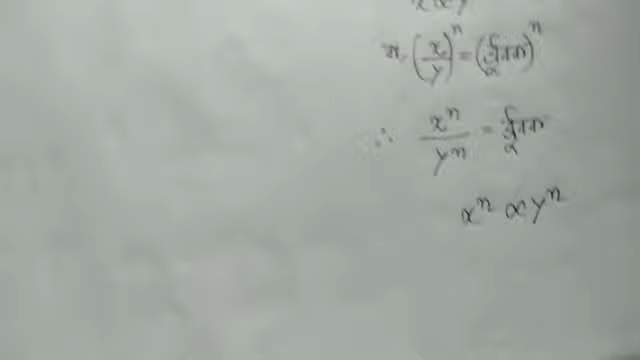 x∝y
বা, (x/y)ⁿ = (ধ্রুবক)ⁿ
∴ xⁿ/yⁿ = ধ্রুবক
xⁿ ∝ yⁿ